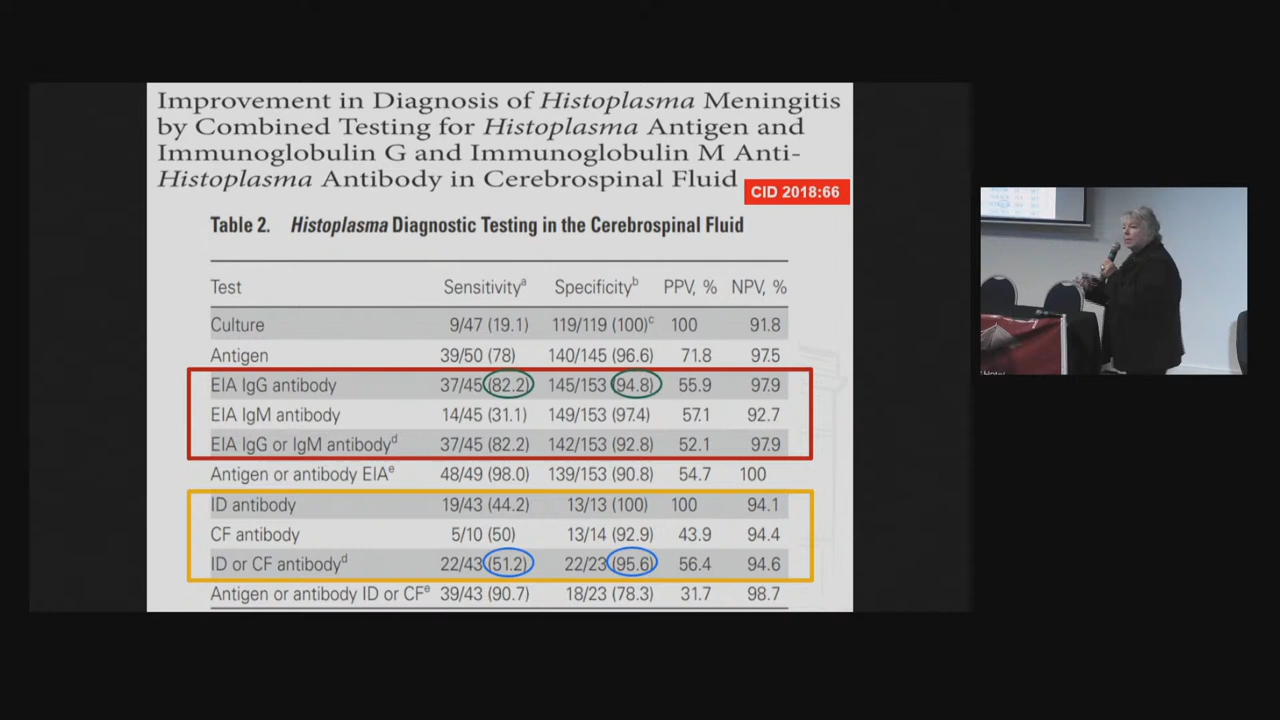 Improvement in Diagnosis of Histoplasma Meningitis
by Combined Testing for Histoplasma Antigen and
Immunoglobulin G and Immunoglobulin M Anti-
Histoplasma Antibody in Cerebrospinal Fluid
CID 2018:66
Table 2. Histoplasma Diagnostic Testing in the Cerebrospinal Fluid
Test Sensitivityᵃ Specificityᵇ PPV, % NPV, %
Culture 9/47 (19.1) 119/119 (100)ᶜ 100 91.8
Antigen 39/50 (78) 140/145 (96.6) 71.8 97.5
EIA IgG antibody 37/45 (82.2) 145/153 (94.8) 55.9 97.9
EIA IgM antibody 14/45 (31.1) 149/153 (97.4) 57.1 92.7
EIA IgG or IgM antibodyᵈ 37/45 (82.2) 142/153 (92.8) 52.1 97.9
Antigen or antibody EIAᵉ 48/49 (98.0) 139/153 (90.8) 54.7 100
ID antibody 19/43 (44.2) 13/13 (100) 100 94.1
CF antibody 5/10 (50) 13/14 (92.9) 43.9 94.4
ID or CF antibodyᵈ 22/43 (51.2) 22/23 (95.6) 56.4 94.6
Antigen or antibody ID or CFᵉ 39/43 (90.7) 18/23 (78.3) 31.7 98.7